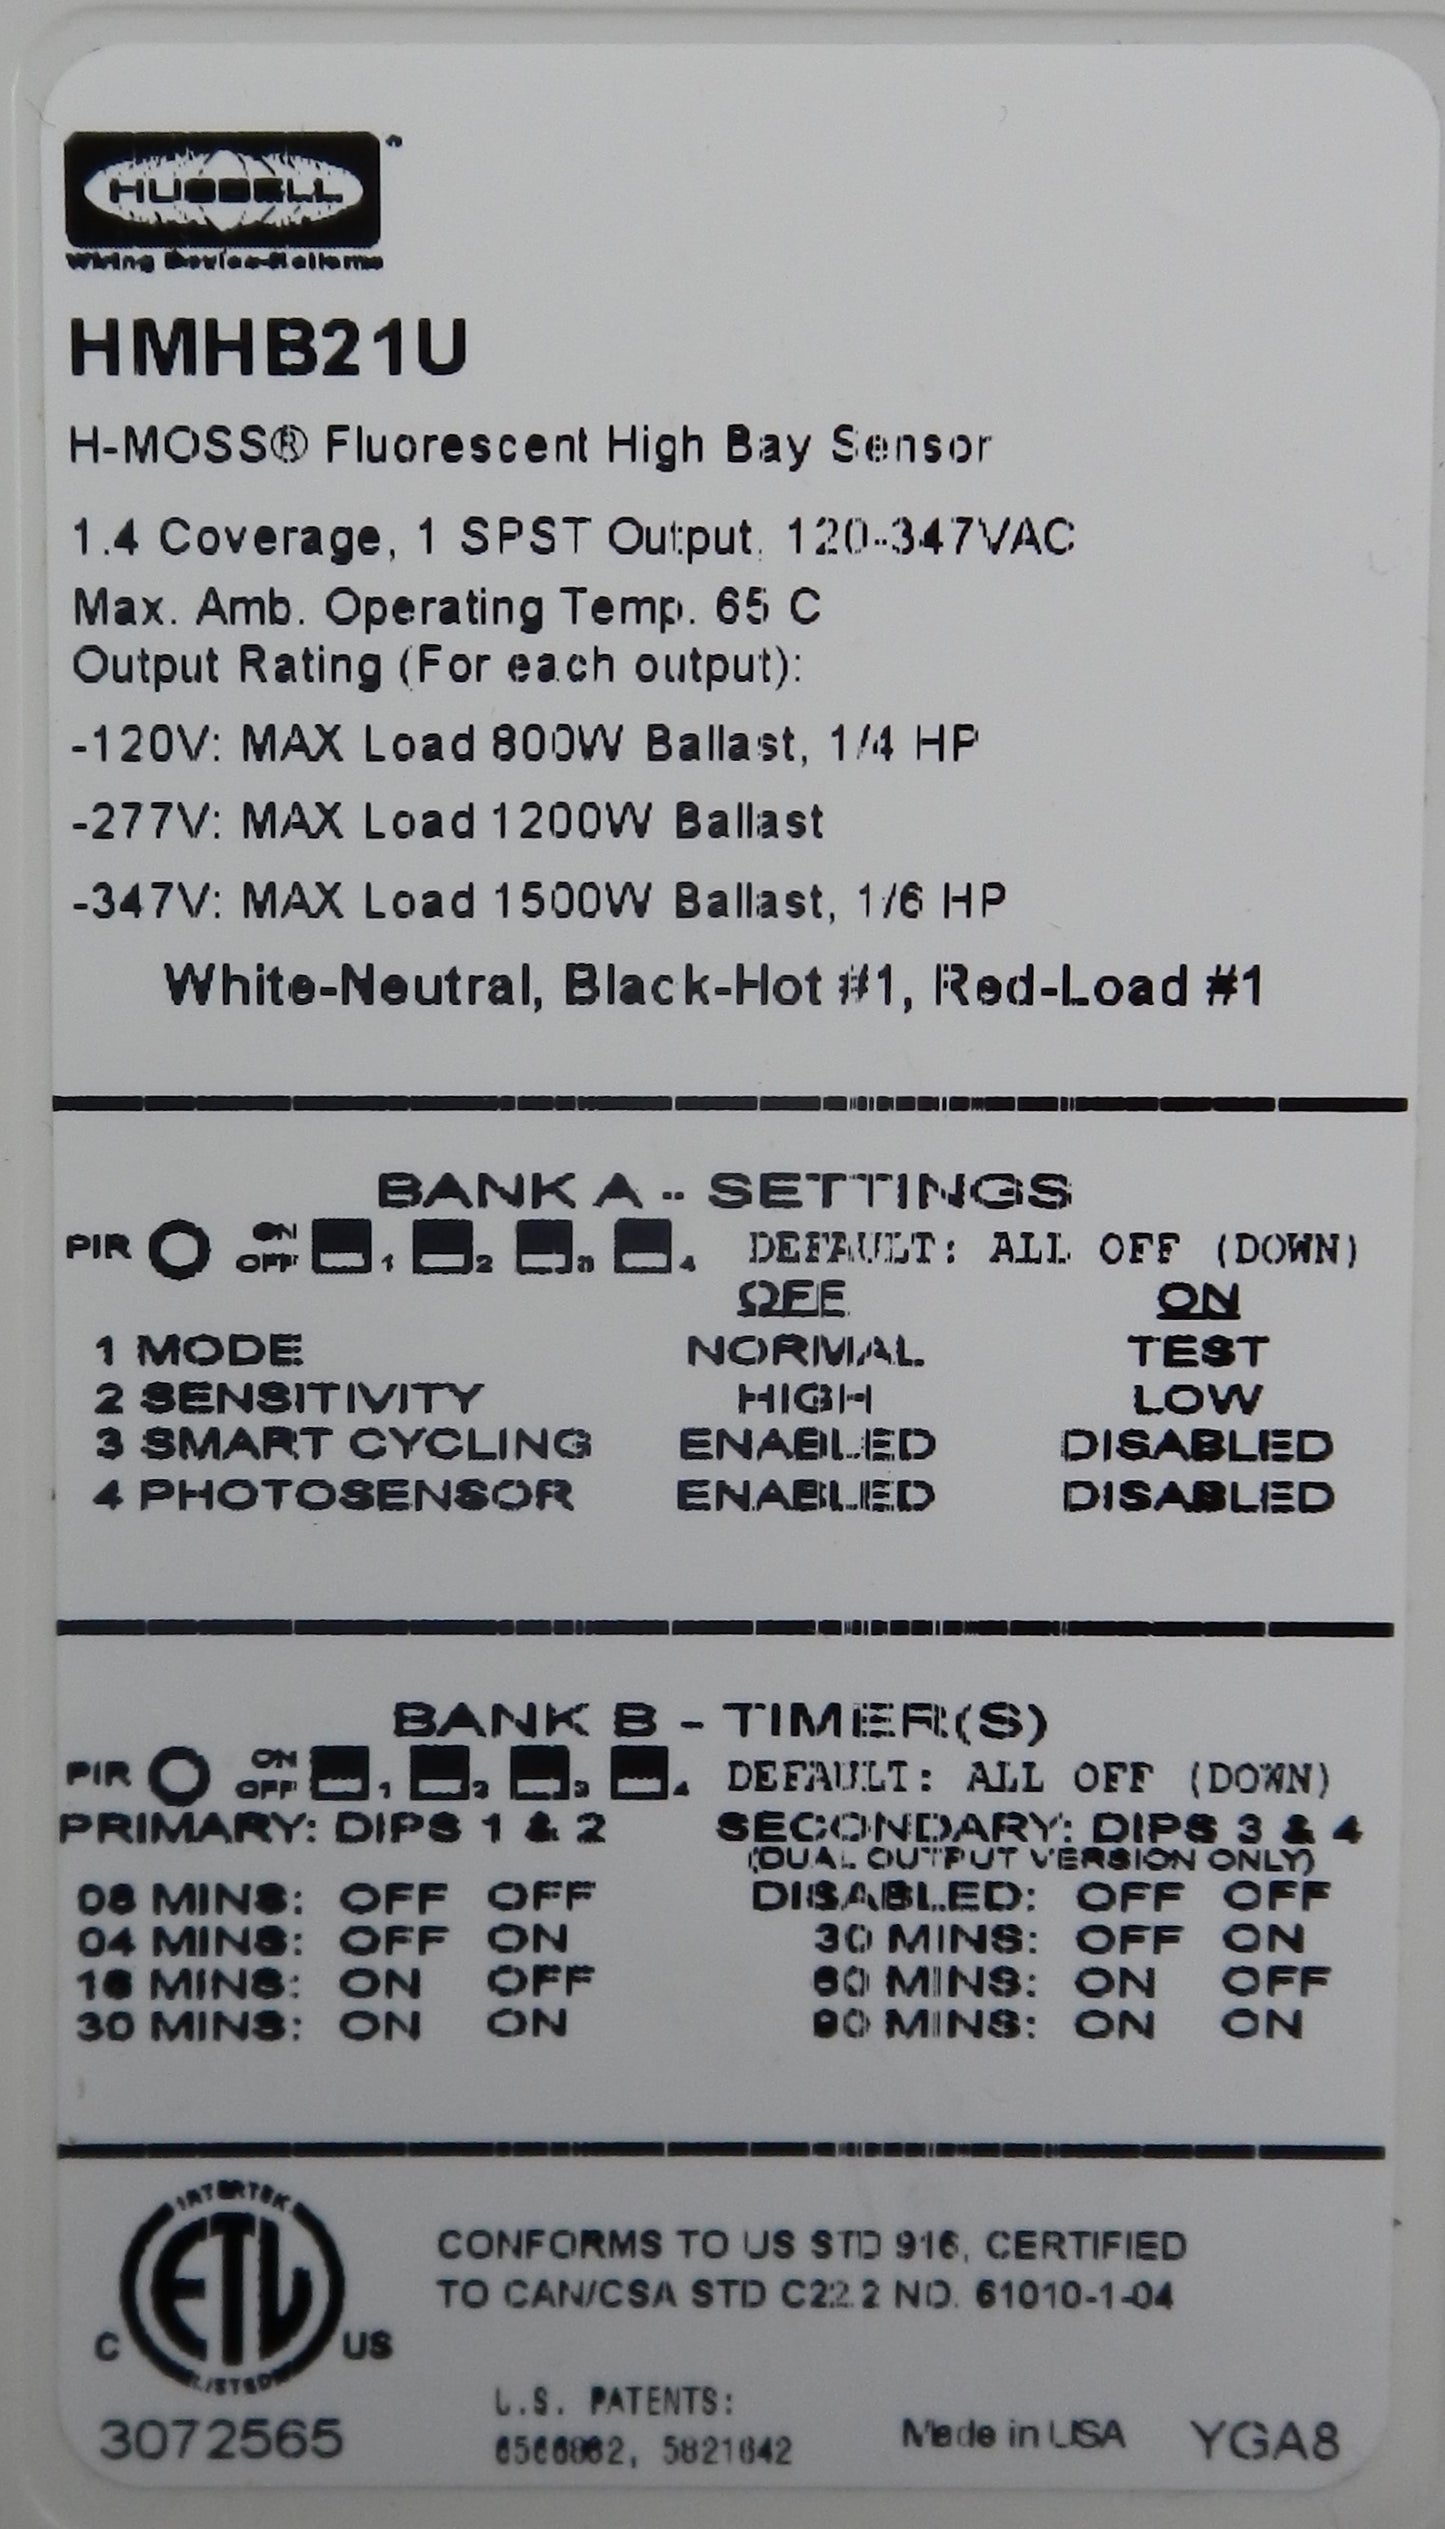 HUBBELL
Wiring Device-Kellems
HMHB21U
H-MOSS® Fluorescent High Bay Sensor
1.4 Coverage, 1 SPST Output, 120-347VAC
Max. Amb. Operating Temp. 65 C
Output Rating (For each output):
-120V: MAX Load 800W Ballast, 1/4 HP
-277V: MAX Load 1200W Ballast
-347V: MAX Load 1500W Ballast, 1/6 HP
White-Neutral, Black-Hot #1, Red-Load #1
BANK A - SETTINGS
PIR ON OFF 1 2 3 4 DEFAULT: ALL OFF (DOWN)
OFF ON
1 MODE NORMAL TEST
2 SENSITIVITY HIGH LOW
3 SMART CYCLING ENABLED DISABLED
4 PHOTOSENSOR ENABLED DISABLED
BANK B - TIMER(S)
PIR ON OFF 1 2 3 4 DEFAULT: ALL OFF (DOWN)
PRIMARY: DIPS 1 & 2 SECONDARY: DIPS 3 & 4
(DUAL OUTPUT VERSION ONLY)
08 MINS: OFF OFF DISABLED: OFF OFF
04 MINS: OFF ON 30 MINS: OFF ON
16 MINS: ON OFF 60 MINS: ON OFF
30 MINS: ON ON 90 MINS: ON ON
INTERTEK
ETL
LISTED
C US
CONFORMS TO US STD 916, CERTIFIED
TO CAN/CSA STD C22.2 NO. 61010-1-04
3072565
U.S. PATENTS:
5821642
Made in USA YGA8